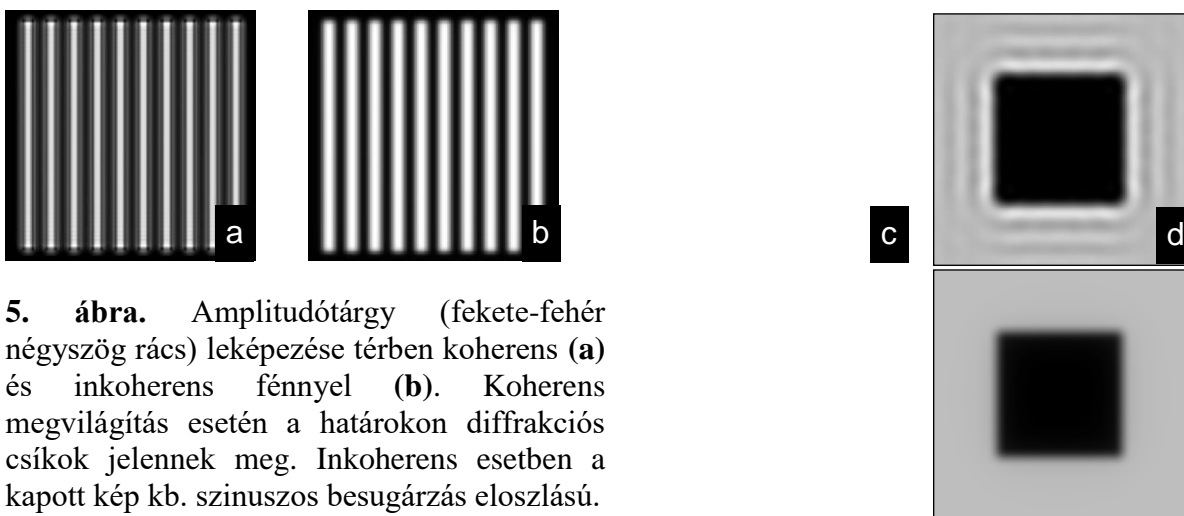 a
b
c
d
5. ábra. Amplitudótárgy (fekete-fehér
négyszög rács) leképezése térben koherens (a)
és inkoherens fénnyel (b). Koherens
megvilágítás esetén a határokon diffrakciós
csíkok jelennek meg. Inkoherens esetben a
kapott kép kb. szinuszos besugárzás eloszlású.